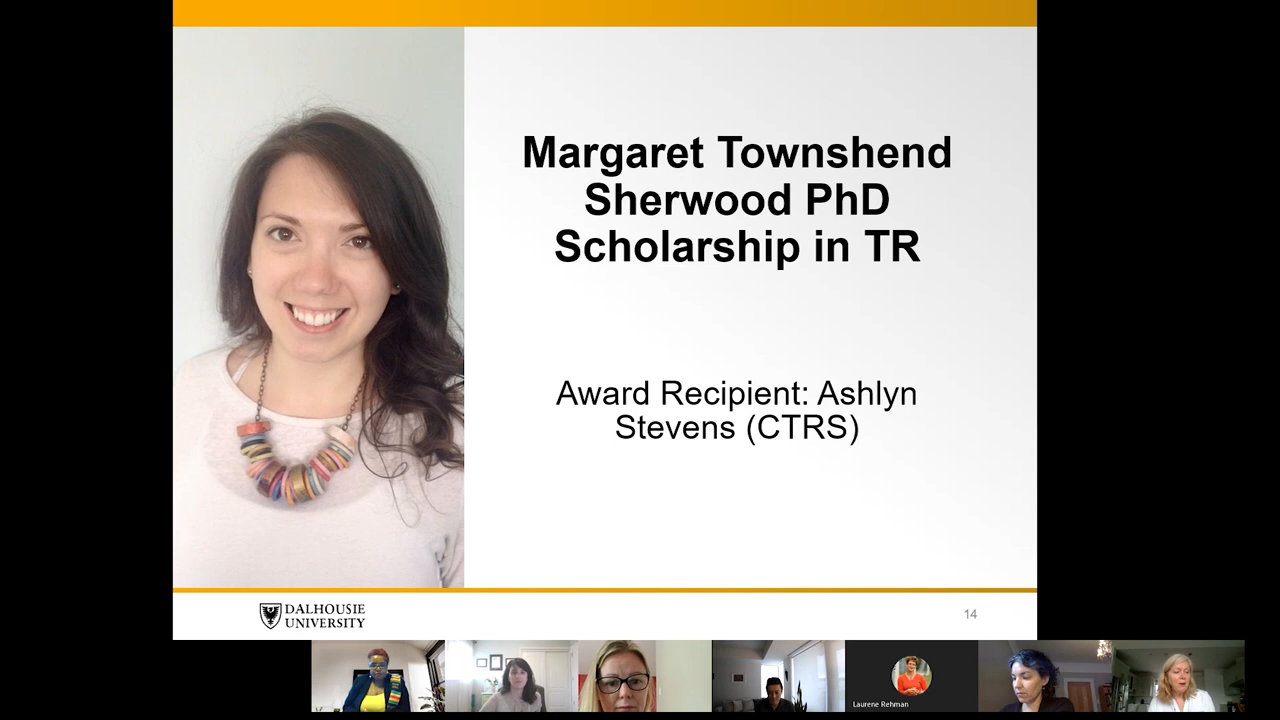 Margaret Townshend
Sherwood PhD
Scholarship in TR
Award Recipient: Ashlyn
Stevens (CTRS)
DALHOUSIE
UNIVERSITY
14
Laurene Rehman